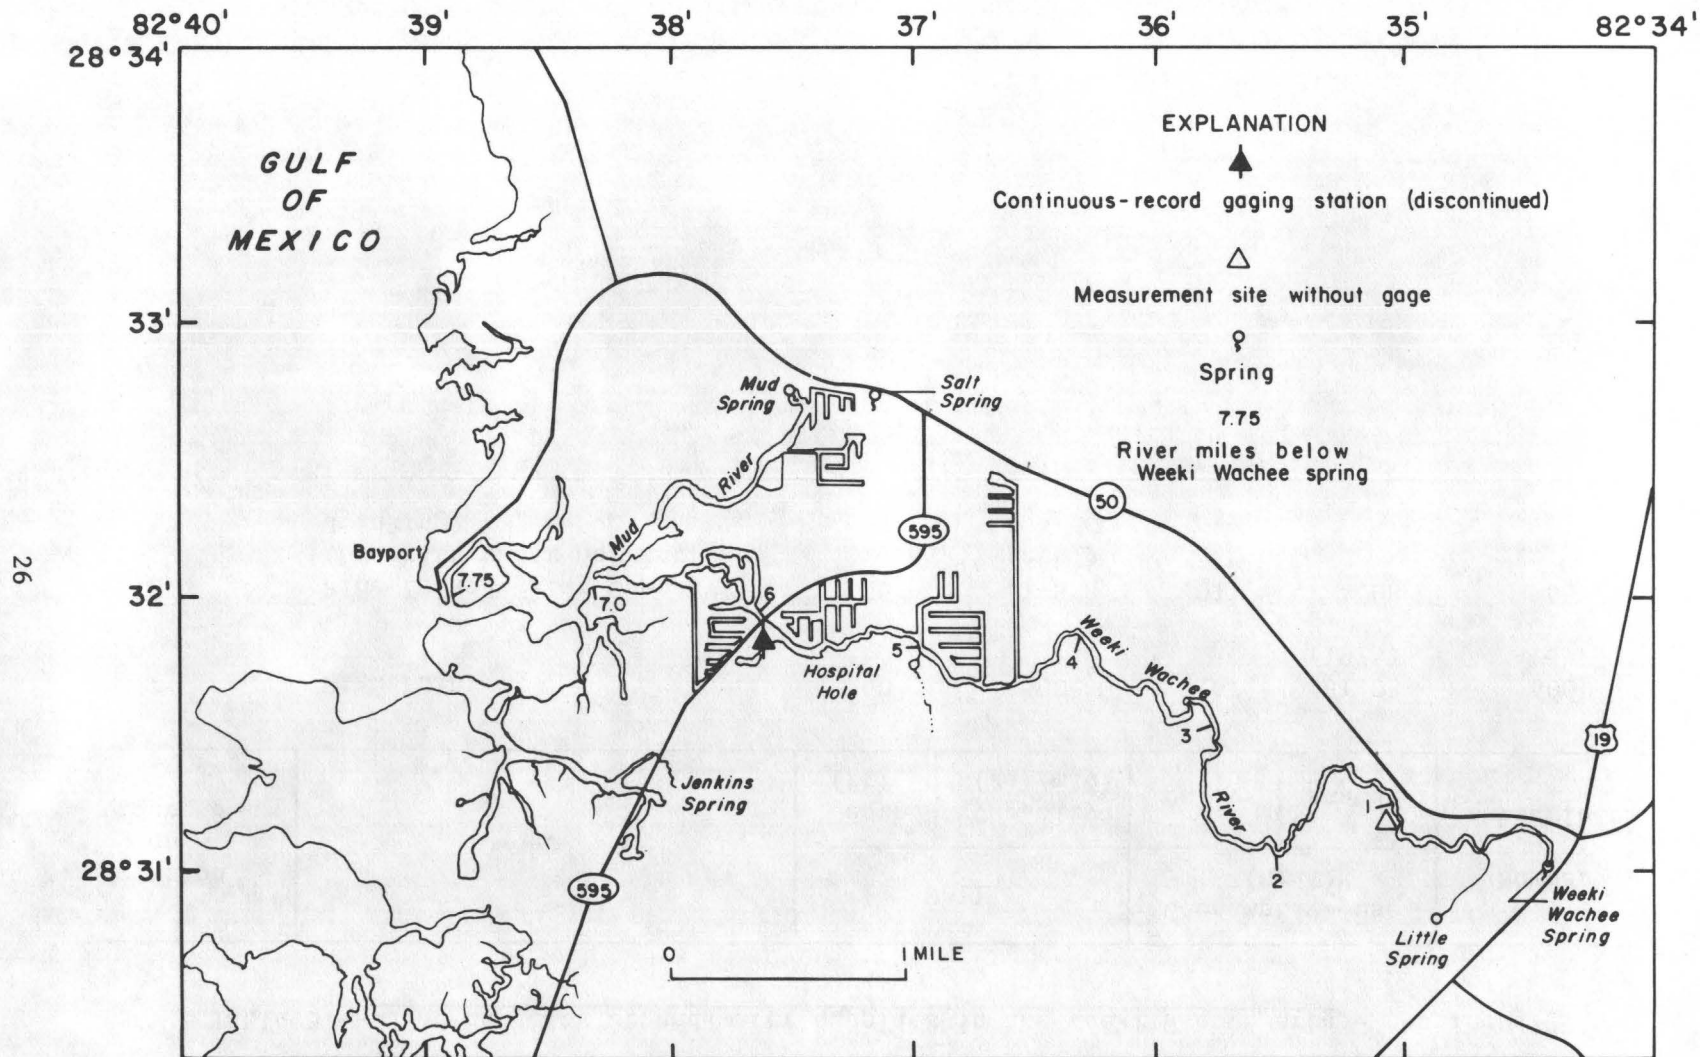 82°40' 39' 38' 37' 36' 35' 82°34'
28°34'
33'
32'
28°31'
GULF
OF
MEXICO
EXPLANATION
Continuous-record gaging station (discontinued)
Measurement site without gage
Spring
7.75
River miles below
Weeki Wachee spring
Mud
Spring
Salt
Spring
Mud River
50
595
Bayport
7.75
7.0
6
5
Hospital
Hole
4
Weeki Wachee River
3
2
1
19
Jenkins
Spring
595
Weeki
Wachee
Spring
Little
Spring
0 1 MILE
26